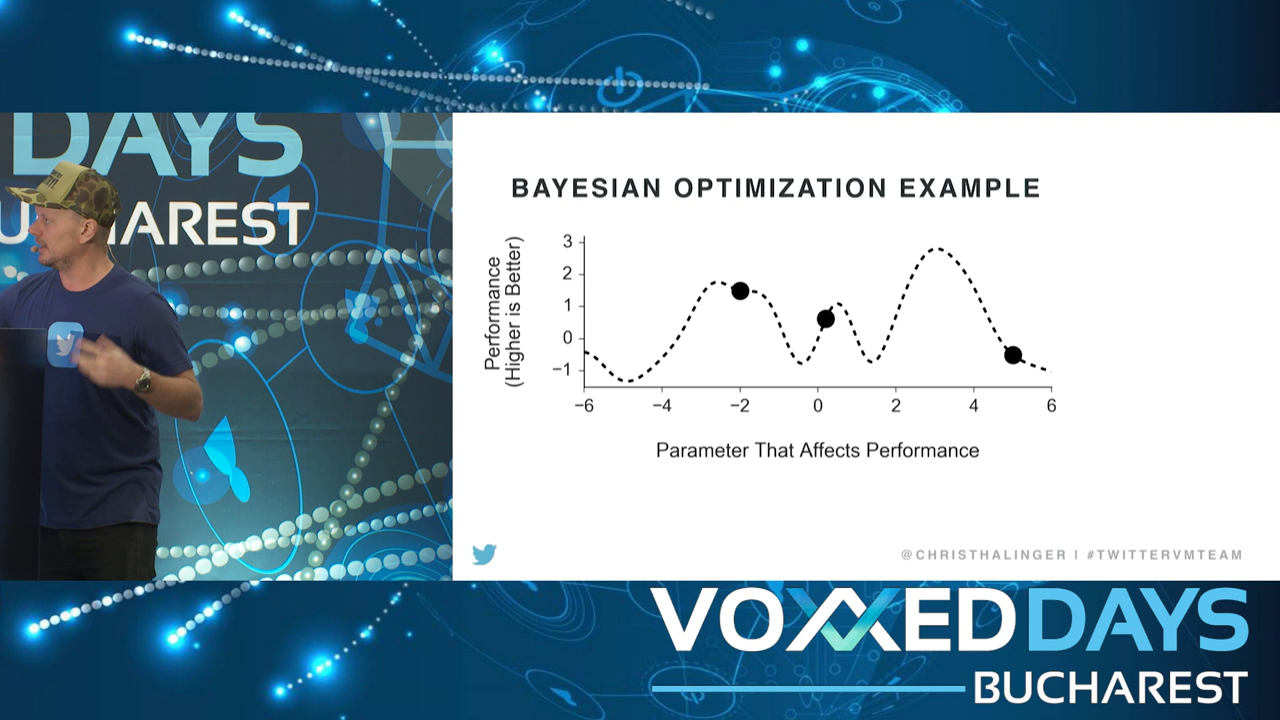 DAYS
BUCHAREST
BAYESIAN OPTIMIZATION EXAMPLE
Performance
(Higher is Better)
3
2
1
0
−1
−6
−4
−2
0
2
4
6
Parameter That Affects Performance
@CHRISTHALINGER | #TWITTERVMTEAM
VOXXEDDAYS
BUCHAREST